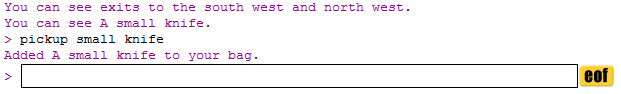 You can see exits to the south west and north west.
You can see A small knife.
> pickup small knife
Added A small knife to your bag.
> eof